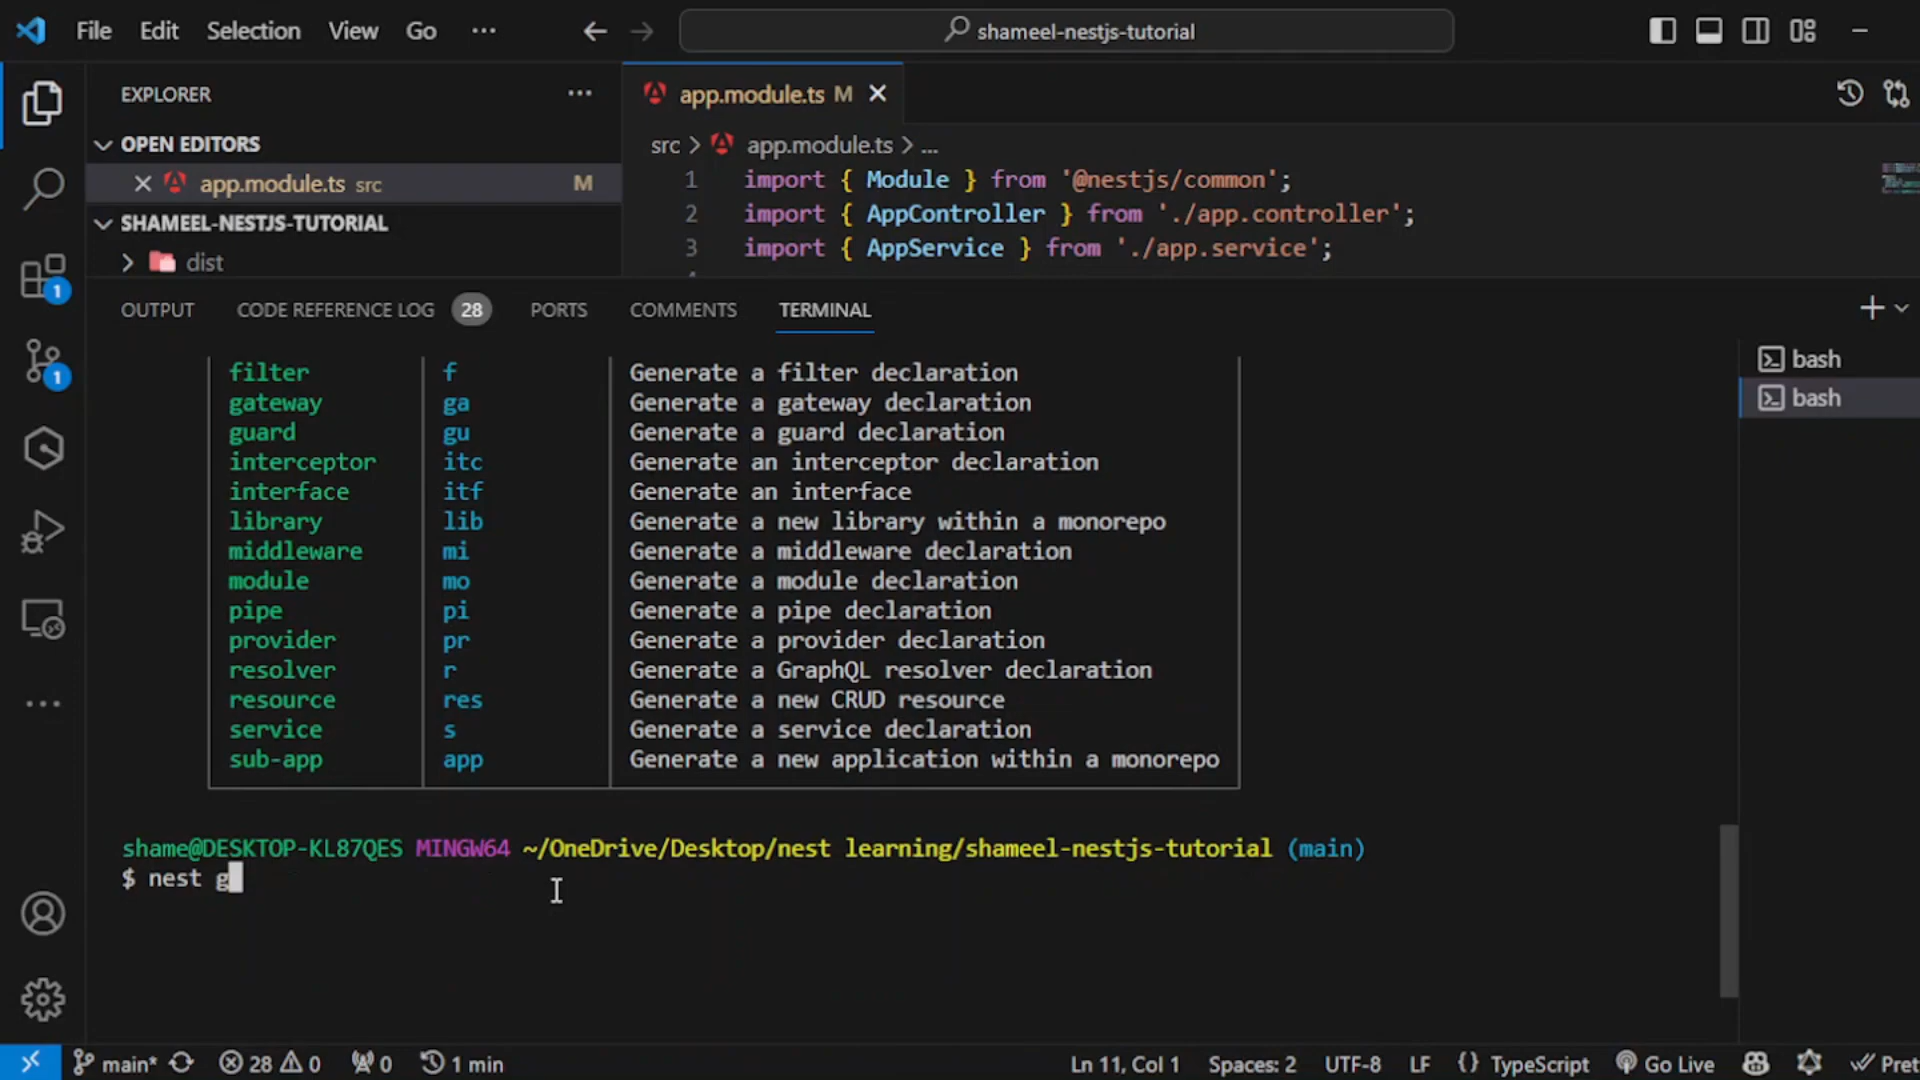 File Edit Selection View Go ··· shameel-nestjs-tutorial
EXPLORER
OPEN EDITORS
app.module.ts src M
SHAMEEL-NESTJS-TUTORIAL
dist
app.module.ts M
src > app.module.ts > ...
1 import { Module } from '@nestjs/common';
2 import { AppController } from './app.controller';
3 import { AppService } from './app.service';
OUTPUT CODE REFERENCE LOG 28 PORTS COMMENTS TERMINAL
filter f Generate a filter declaration
gateway ga Generate a gateway declaration
guard gu Generate a guard declaration
interceptor itc Generate an interceptor declaration
interface itf Generate an interface
library lib Generate a new library within a monorepo
middleware mi Generate a middleware declaration
module mo Generate a module declaration
pipe pi Generate a pipe declaration
provider pr Generate a provider declaration
resolver r Generate a GraphQL resolver declaration
resource res Generate a new CRUD resource
service s Generate a service declaration
sub-app app Generate a new application within a monorepo
shame@DESKTOP-KL87QES MINGW64 ~/OneDrive/Desktop/nest learning/shameel-nestjs-tutorial (main)
$ nest g
bash
bash
1
1
main* 28 0 0 1 min Ln 11, Col 1 Spaces: 2 UTF-8 LF {} TypeScript Go Live Pret